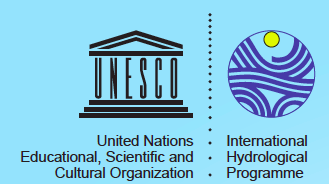 UNESCO
United Nations
Educational, Scientific and
Cultural Organization
International
Hydrological
Programme